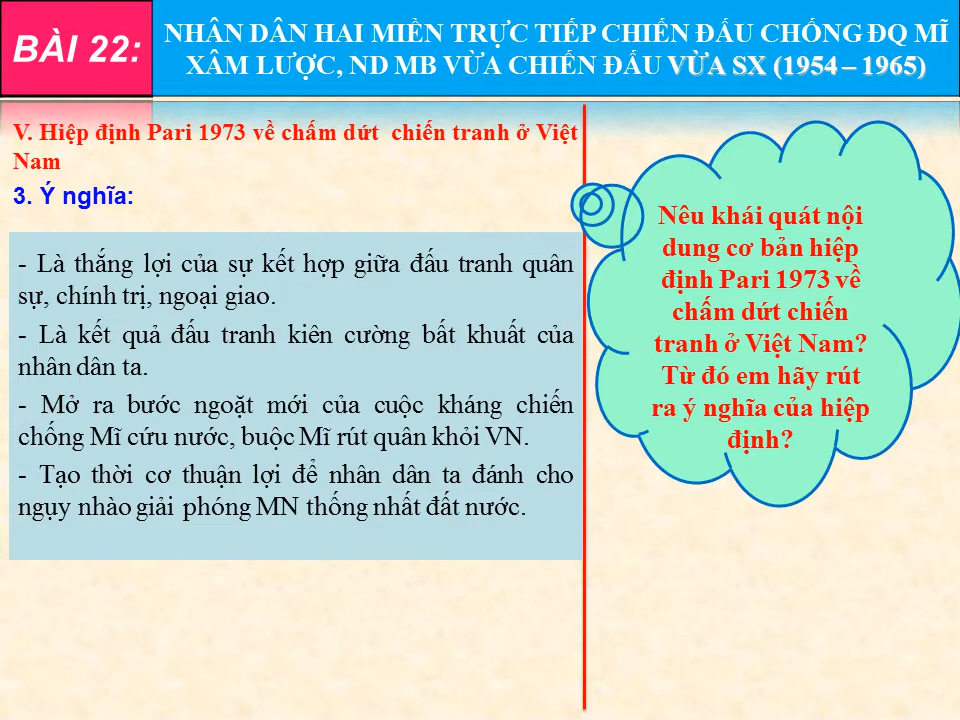 BÀI 22:
NHÂN DÂN HAI MIỀN TRỰC TIẾP CHIẾN ĐẤU CHỐNG ĐQ MĨ
XÂM LƯỢC, ND MB VỪA CHIẾN ĐẤU VỪA SX (1954 – 1965)
V. Hiệp định Pari 1973 về chấm dứt chiến tranh ở Việt
Nam
3. Ý nghĩa:
- Là thắng lợi của sự kết hợp giữa đấu tranh quân
sự, chính trị, ngoại giao.
- Là kết quả đấu tranh kiên cường bất khuất của
nhân dân ta.
- Mở ra bước ngoặt mới của cuộc kháng chiến
chống Mĩ cứu nước, buộc Mĩ rút quân khỏi VN.
- Tạo thời cơ thuận lợi để nhân dân ta đánh cho
ngụy nhào giải phóng MN thống nhất đất nước.
Nêu khái quát nội
dung cơ bản hiệp
định Pari 1973 về
chấm dứt chiến
tranh ở Việt Nam?
Từ đó em hãy rút
ra ý nghĩa của hiệp
định?